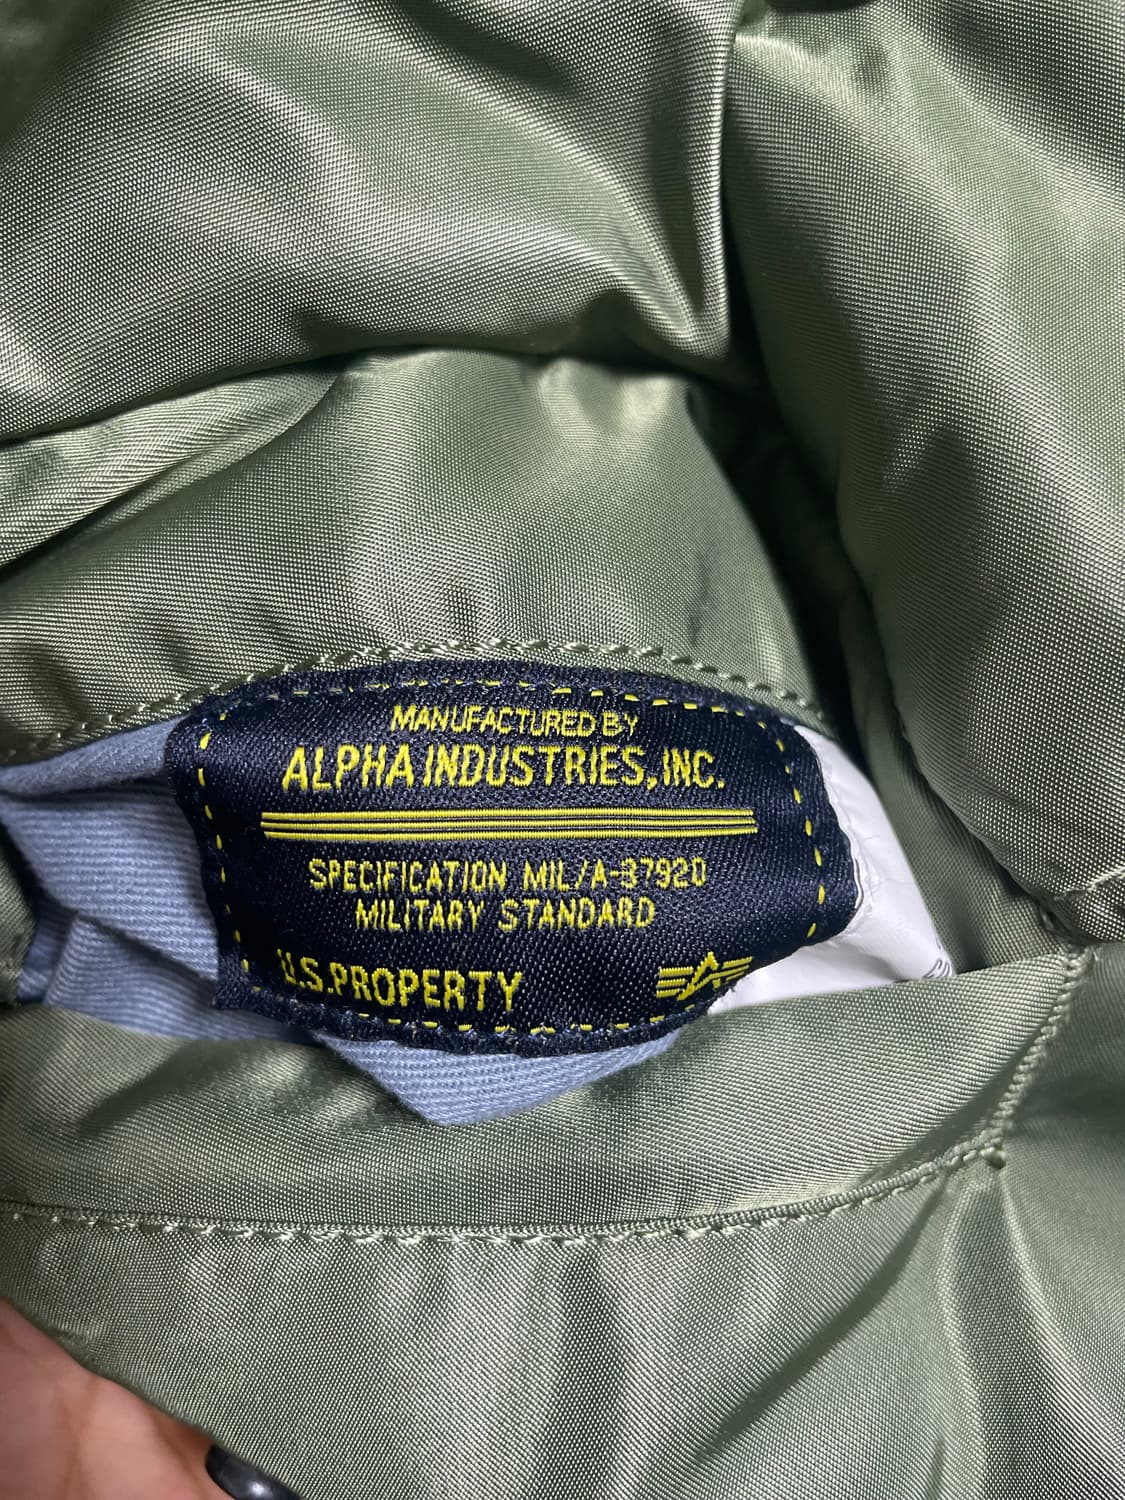 MANUFACTURED BY
ALPHA INDUSTRIES, INC.
SPECIFICATION MIL/A-37920
MILITARY STANDARD
U.S.PROPERTY